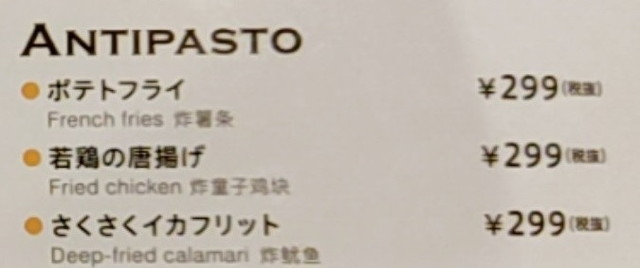 ANTIPASTO
ポテトフライ ¥299(税抜)
French fries 炸薯条
若鶏の唐揚げ ¥299(税抜)
Fried chicken 炸童子鸡块
さくさくイカフリット ¥299(税抜)
Deep-fried calamari 炸鱿鱼